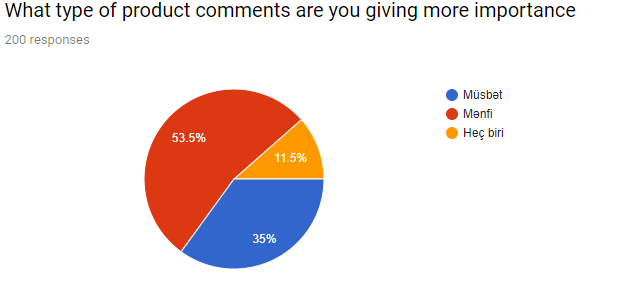 What type of product comments are you giving more importance
200 responses
Müsbət
Mənfi
Heç biri
53.5%
11.5%
35%